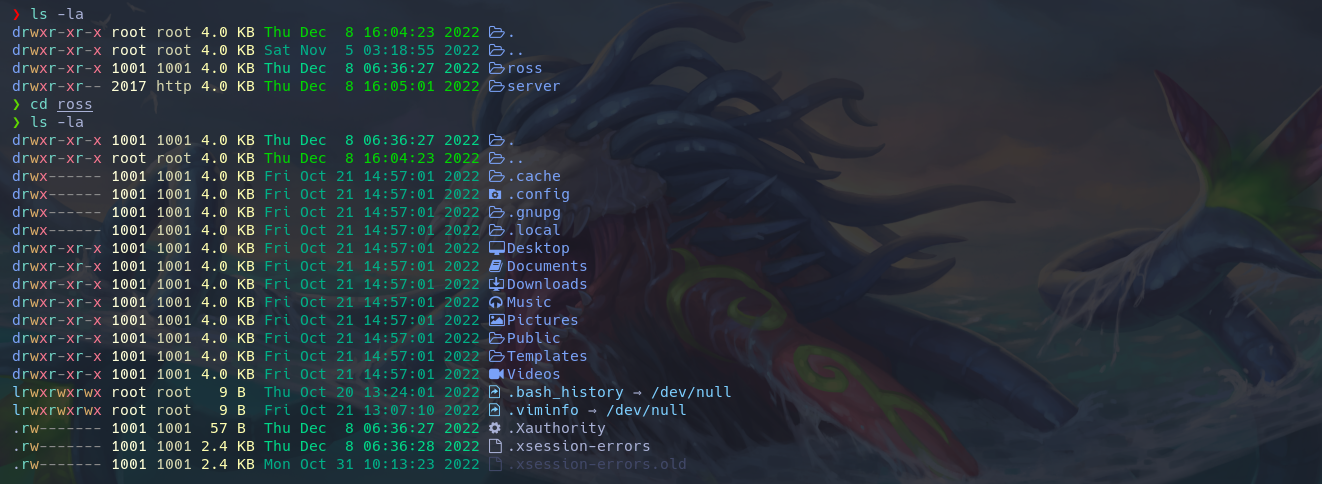 ❯ ls -la
drwxr-xr-x root root 4.0 KB Thu Dec  8 16:04:23 2022 .
drwxr-xr-x root root 4.0 KB Sat Nov  5 03:18:55 2022 ..
drwxr-xr-x 1001 1001 4.0 KB Thu Dec  8 06:36:27 2022 ross
drwxr-xr-- 2017 http 4.0 KB Thu Dec  8 16:05:01 2022 server
❯ cd ross
❯ ls -la
drwxr-xr-x 1001 1001 4.0 KB Thu Dec  8 06:36:27 2022 .
drwxr-xr-x root root 4.0 KB Thu Dec  8 16:04:23 2022 ..
drwx------ 1001 1001 4.0 KB Fri Oct 21 14:57:01 2022 .cache
drwx------ 1001 1001 4.0 KB Fri Oct 21 14:57:01 2022 .config
drwx------ 1001 1001 4.0 KB Fri Oct 21 14:57:01 2022 .gnupg
drwx------ 1001 1001 4.0 KB Fri Oct 21 14:57:01 2022 .local
drwxr-xr-x 1001 1001 4.0 KB Fri Oct 21 14:57:01 2022 Desktop
drwxr-xr-x 1001 1001 4.0 KB Fri Oct 21 14:57:01 2022 Documents
drwxr-xr-x 1001 1001 4.0 KB Fri Oct 21 14:57:01 2022 Downloads
drwxr-xr-x 1001 1001 4.0 KB Fri Oct 21 14:57:01 2022 Music
drwxr-xr-x 1001 1001 4.0 KB Fri Oct 21 14:57:01 2022 Pictures
drwxr-xr-x 1001 1001 4.0 KB Fri Oct 21 14:57:01 2022 Public
drwxr-xr-x 1001 1001 4.0 KB Fri Oct 21 14:57:01 2022 Templates
drwxr-xr-x 1001 1001 4.0 KB Fri Oct 21 14:57:01 2022 Videos
lrwxrwxrwx root root   9 B  Thu Oct 20 13:24:01 2022 .bash_history ⇒ /dev/null
lrwxrwxrwx root root   9 B  Fri Oct 21 13:07:10 2022 .viminfo ⇒ /dev/null
.rw------- 1001 1001  57 B  Thu Dec  8 06:36:27 2022 .Xauthority
.rw------- 1001 1001 2.4 KB Thu Dec  8 06:36:28 2022 .xsession-errors
.rw------- 1001 1001 2.4 KB Mon Oct 31 10:13:23 2022 .xsession-errors.old